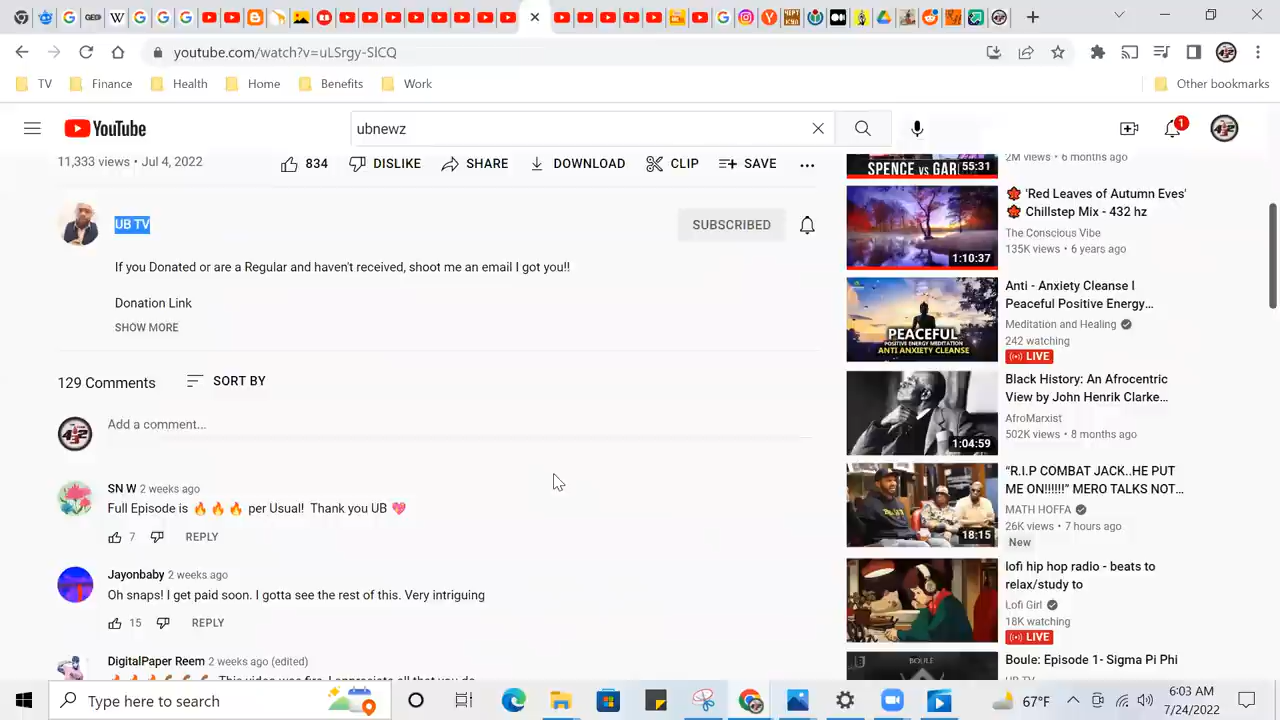 youtube.com/watch?v=uLSrgy-SlCQ
TV Finance Health Home Benefits Work Other bookmarks
YouTube
ubnewz
1
11,333 views • Jul 4, 2022
834 DISLIKE SHARE DOWNLOAD CLIP SAVE
UB TV
SUBSCRIBED
If you Donated or are a Regular and haven't received, shoot me an email I got you!!
Donation Link
SHOW MORE
129 Comments SORT BY
Add a comment...
SN W 2 weeks ago
Full Episode is 🔥 🔥 🔥 per Usual! Thank you UB 💖
7 REPLY
Jayonbaby 2 weeks ago
Oh snaps! I get paid soon. I gotta see the rest of this. Very intriguing
15 REPLY
DigitalPaper Reem 2 weeks ago (edited)
SPENCE vs
55:31
2M views • 6 months ago
1:10:37
🍁 'Red Leaves of Autumn Eves'
🍁 Chillstep Mix - 432 hz
The Conscious Vibe
135K views • 6 years ago
PEACEFUL
POSITIVE ENERGY MEDITATION
ANTI ANXIETY CLEANSE
Anti - Anxiety Cleanse I
Peaceful Positive Energy…
Meditation and Healing
242 watching
LIVE
1:04:59
Black History: An Afrocentric
View by John Henrik Clarke…
AfroMarxist
502K views • 8 months ago
18:15
“R.I.P COMBAT JACK..HE PUT
ME ON!!!!!!” MERO TALKS NOT…
MATH HOFFA
26K views • 7 hours ago
New
lofi hip hop radio - beats to
relax/study to
Lofi Girl
18K watching
LIVE
BOULE
Boule: Episode 1- Sigma Pi Phi
Type here to search
67°F
6:03 AM
7/24/2022